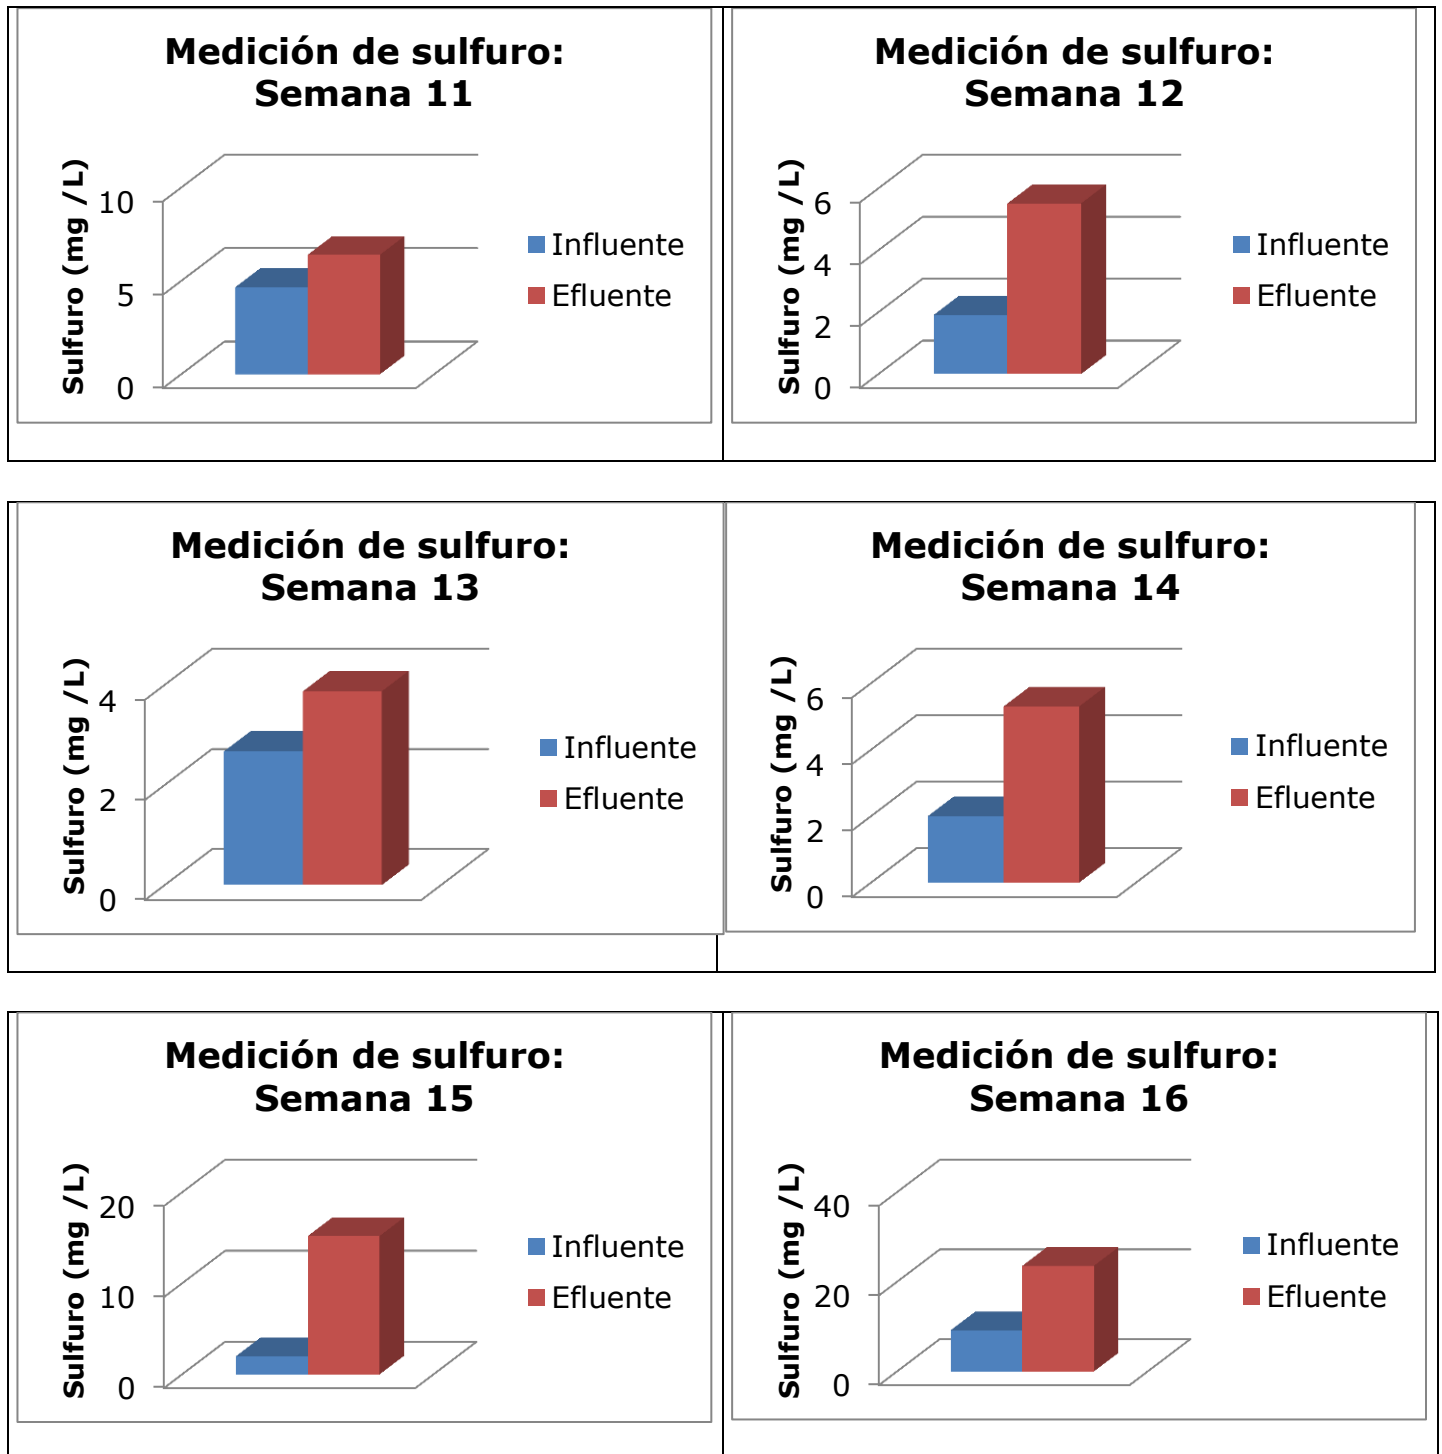 Medición de sulfuro:
Semana 11
Sulfuro (mg /L)
10
5
0
Influente
Efluente
Medición de sulfuro:
Semana 12
Sulfuro (mg /L)
6
4
2
0
Influente
Efluente
Medición de sulfuro:
Semana 13
Sulfuro (mg /L)
4
2
0
Influente
Efluente
Medición de sulfuro:
Semana 14
Sulfuro (mg /L)
6
4
2
0
Influente
Efluente
Medición de sulfuro:
Semana 15
Sulfuro (mg /L)
20
10
0
Influente
Efluente
Medición de sulfuro:
Semana 16
Sulfuro (mg /L)
40
20
0
Influente
Efluente